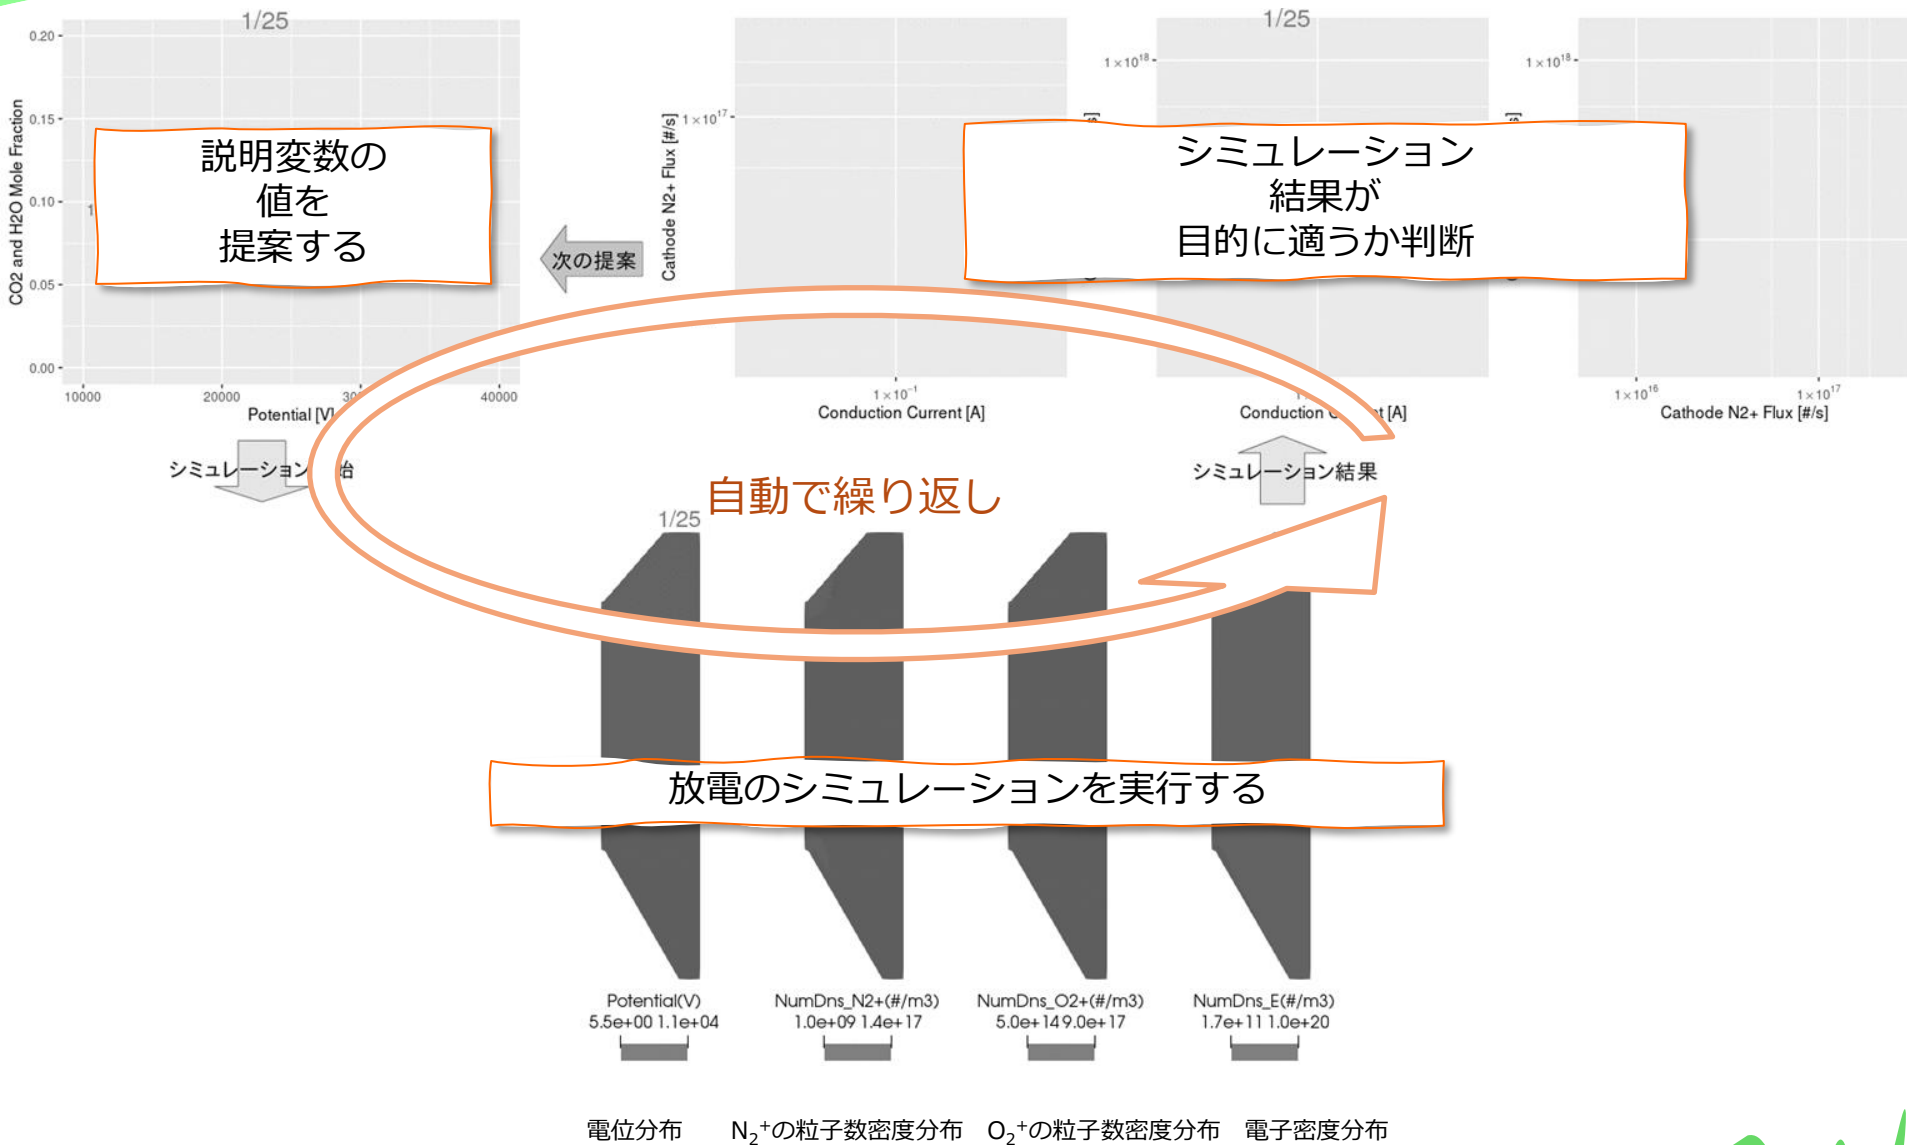 1/25
0.20
0.15
0.10
0.05
0.00
CO2 and H2O Mole Fraction
説明変数の
値を
提案する
10000
20000
40000
Potential [V]
次の提案
Cathode N2+ Flux [#/s]
1×10¹⁷
1×10⁻¹
Conduction Current [A]
1/25
1×10¹⁸
シミュレーション
結果が
目的に適うか判断
1×10¹⁸
1×10¹⁶
1×10¹⁷
Cathode N2+ Flux [#/s]
シミュレーション
自動で繰り返し
シミュレーション結果
1/25
放電のシミュレーションを実行する
Potential(V)
5.5e+00 1.1e+04
NumDns_N2+(#/m3)
1.0e+09 1.4e+17
NumDns_O2+(#/m3)
5.0e+14 9.0e+17
NumDns_E(#/m3)
1.7e+11 1.0e+20
電位分布
N₂⁺の粒子数密度分布
O₂⁺の粒子数密度分布
電子密度分布